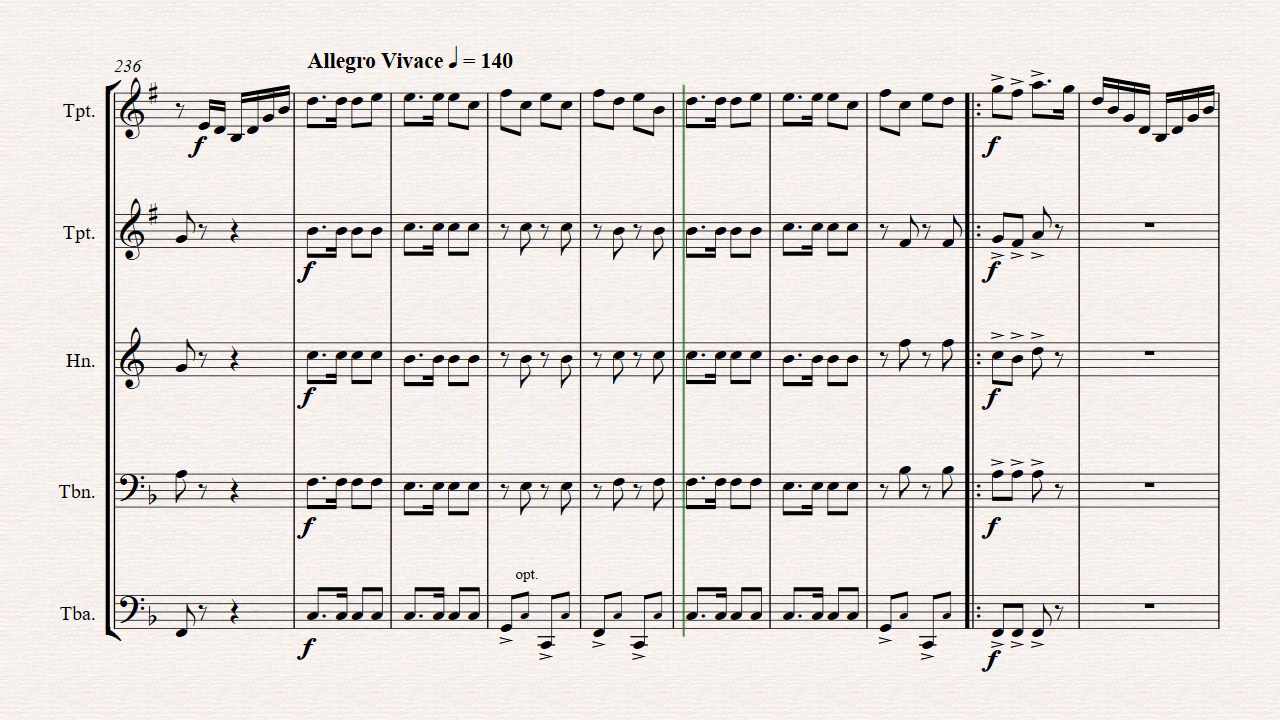 236
Allegro Vivace ♩ = 140
Tpt.
f
Tpt.
f f
Hn.
f f
Tbn.
f f
opt.
Tba.
f f